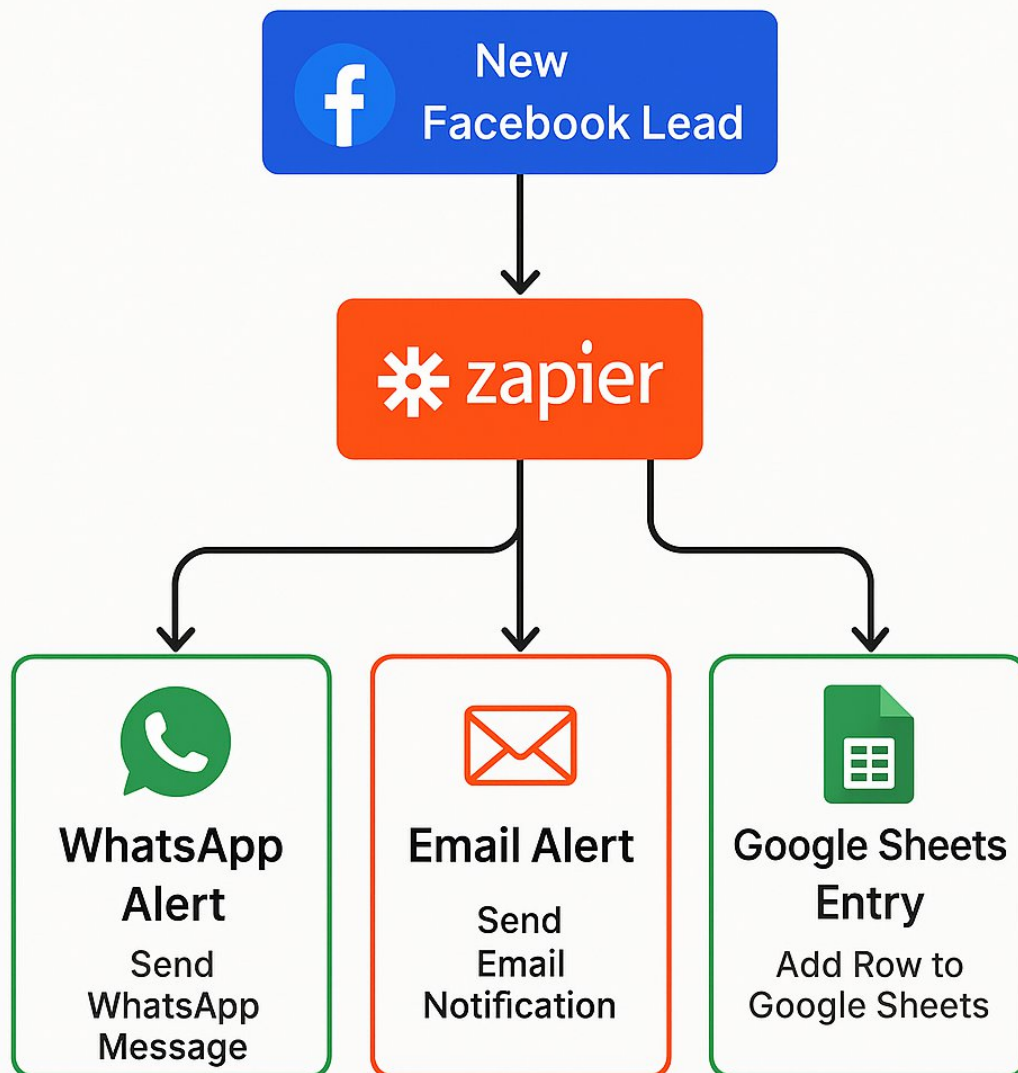 New
Facebook Lead
zapier
WhatsApp
Alert
Send
WhatsApp
Message
Email Alert
Send
Email
Notification
Google Sheets
Entry
Add Row to
Google Sheets